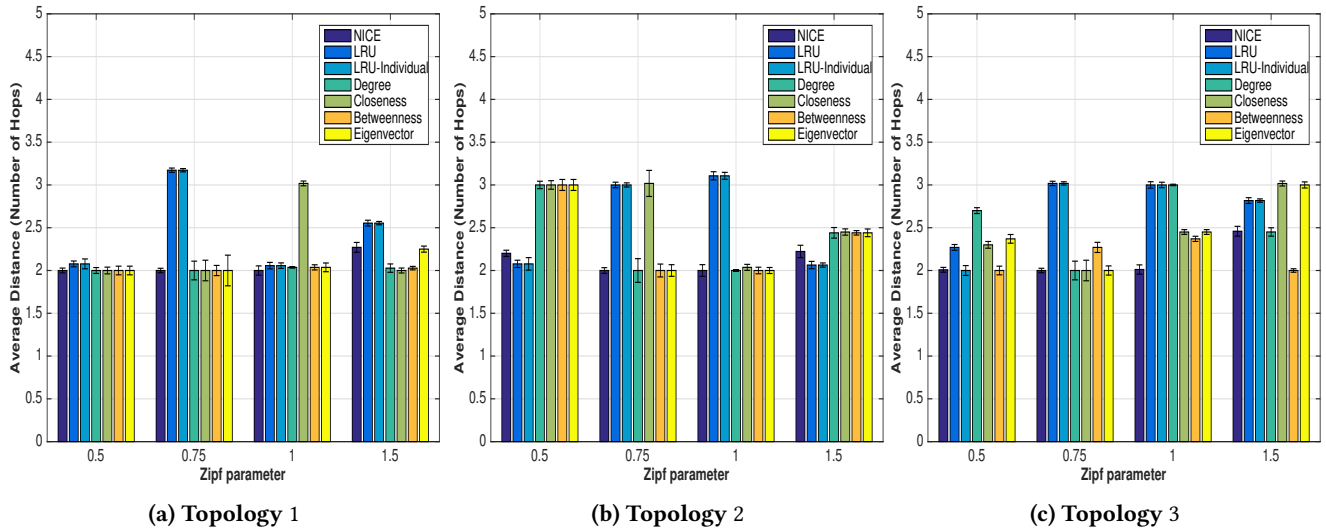 5
4.5
4
3.5
3
2.5
2
1.5
1
0.5
0
Average Distance (Number of Hops)
NICE
LRU
LRU-Individual
Degree
Closeness
Betweenness
Eigenvector
0.5 0.75 1 1.5
Zipf parameter
(a) Topology 1
5
4.5
4
3.5
3
2.5
2
1.5
1
0.5
0
Average Distance (Number of Hops)
NICE
LRU
LRU-Individual
Degree
Closeness
Betweenness
Eigenvector
0.5 0.75 1 1.5
Zipf parameter
(b) Topology 2
5
4.5
4
3.5
3
2.5
2
1.5
1
0.5
0
Average Distance (Number of Hops)
NICE
LRU
LRU-Individual
Degree
Closeness
Betweenness
Eigenvector
0.5 0.75 1 1.5
Zipf parameter
(c) Topology 3